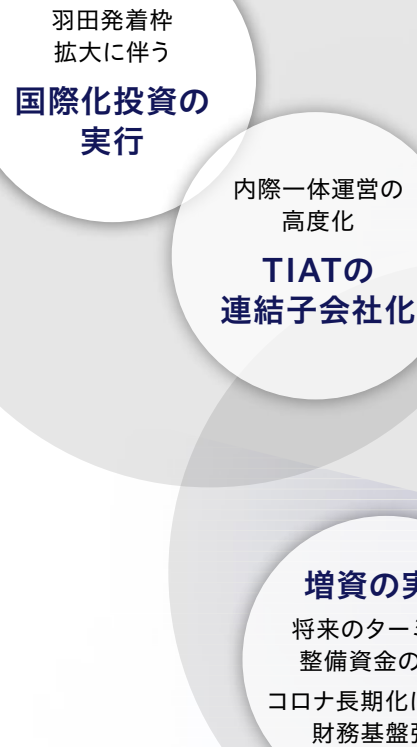 羽田発着枠
拡大に伴う
国際化投資の
実行
内際一体運営の
高度化
TIATの
連結子会社化
増資の実
将来のター
整備資金の
コロナ長期化に
財務基盤強